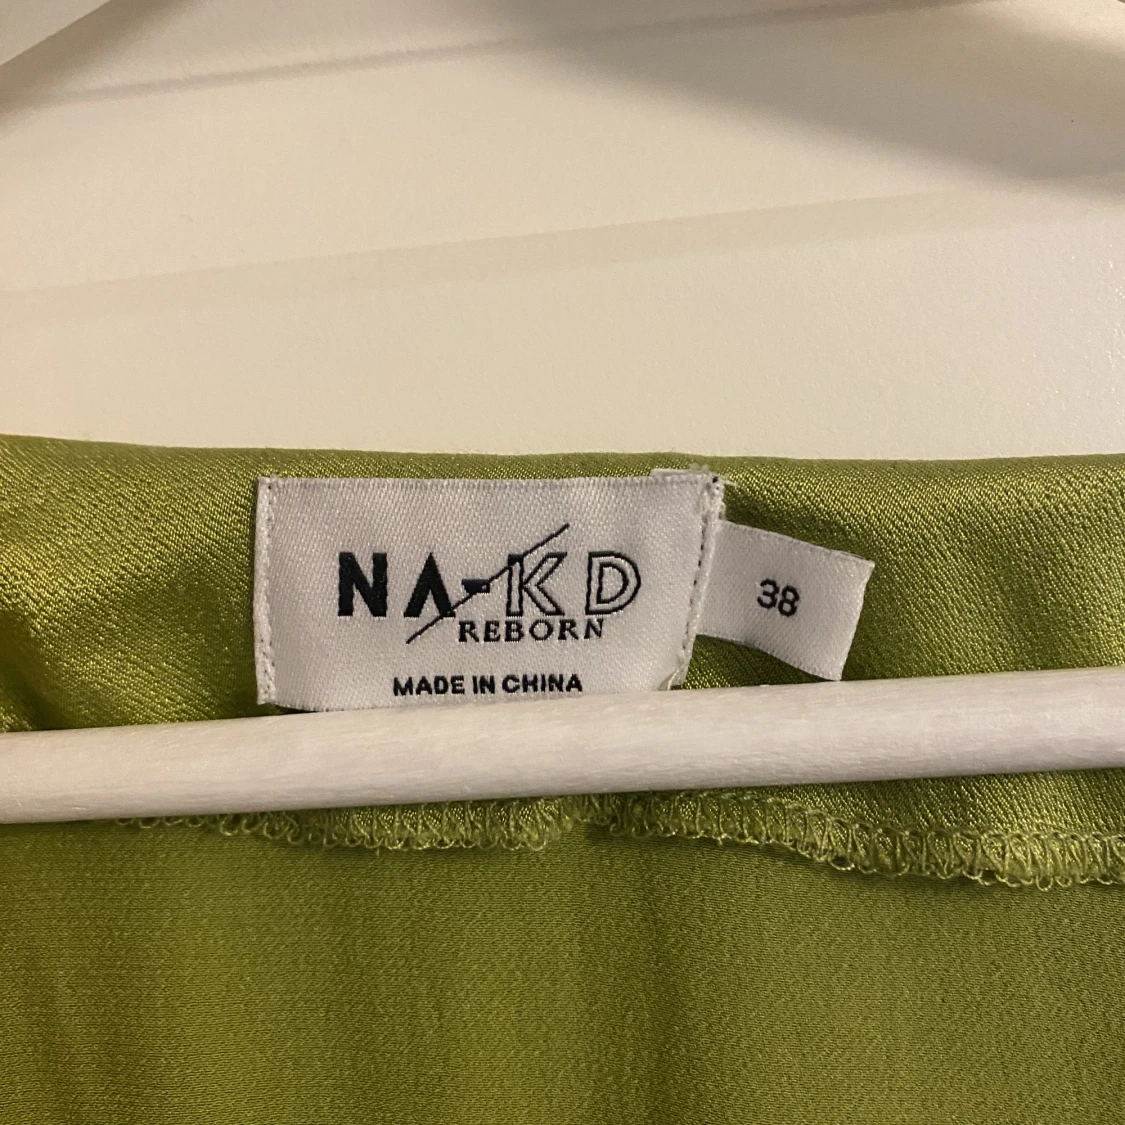 NA-KD
REBORN
MADE IN CHINA
38